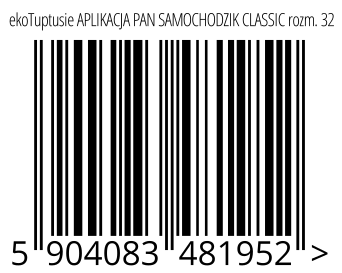 ekoTuptusie APLIKACJA PAN SAMOCHODZIK CLASSIC rozm. 32
5 904083 481952 >